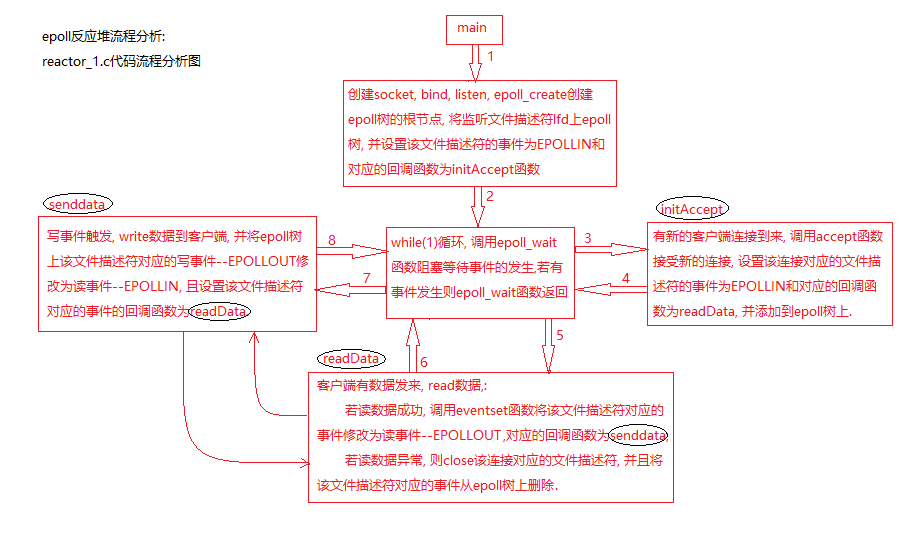 epoll反应堆流程分析:
reactor_1.c代码流程分析图
main
1
创建socket, bind, listen, epoll_create创建
epoll树的根节点, 将监听文件描述符lfd上epoll
树, 并设置该文件描述符的事件为EPOLLIN和
对应的回调函数为initAccept函数
2
senddata
写事件触发, write数据到客户端, 并将epoll树
上该文件描述符对应的写事件--EPOLLOUT修
改为读事件--EPOLLIN, 且设置该文件描述符
对应的事件的回调函数为readData
8
7
while(1)循环, 调用epoll_wait
函数阻塞等待事件的发生,若有
事件发生则epoll_wait函数返回
3
4
initAccept
有新的客户端连接到来, 调用accept函数
接受新的连接, 设置该连接对应的文件描
述符的事件为EPOLLIN和对应的回调函
数为readData, 并添加到epoll树上.
5
6
readData
客户端有数据发来, read数据,:
若读数据成功, 调用eventset函数将该文件描述符对应的
事件修改为读事件--EPOLLOUT,对应的回调函数为senddata;
若读数据异常, 则close该连接对应的文件描述符, 并且将
该文件描述符对应的事件从epoll树上删除.